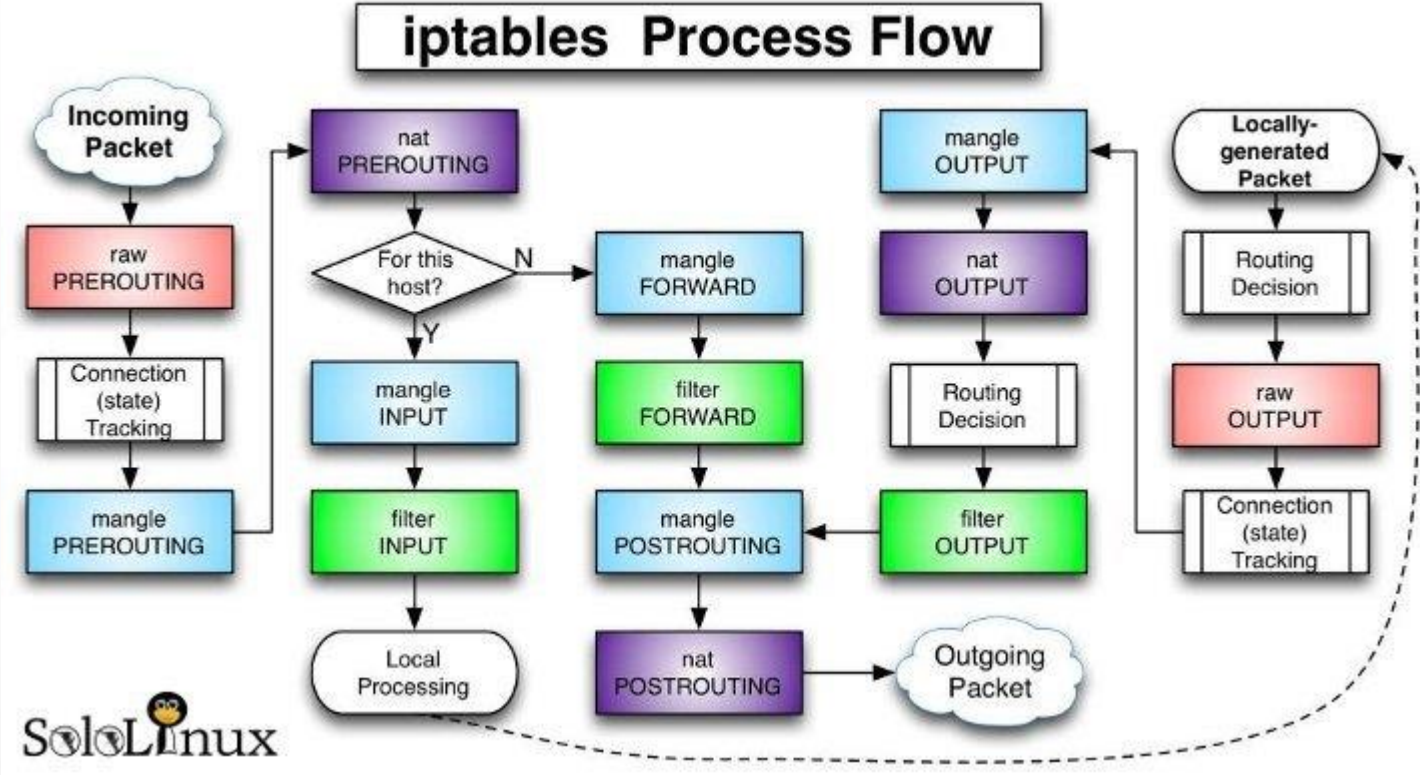 iptables Process Flow
Incoming
Packet
raw
PREROUTING
Connection
(state)
Tracking
mangle
PREROUTING
nat
PREROUTING
For this
host?
N
Y
mangle
INPUT
filter
INPUT
Local
Processing
mangle
FORWARD
filter
FORWARD
mangle
POSTROUTING
nat
POSTROUTING
mangle
OUTPUT
nat
OUTPUT
Routing
Decision
filter
OUTPUT
Outgoing
Packet
Locally-
generated
Packet
Routing
Decision
raw
OUTPUT
Connection
(state)
Tracking
SoloLinux